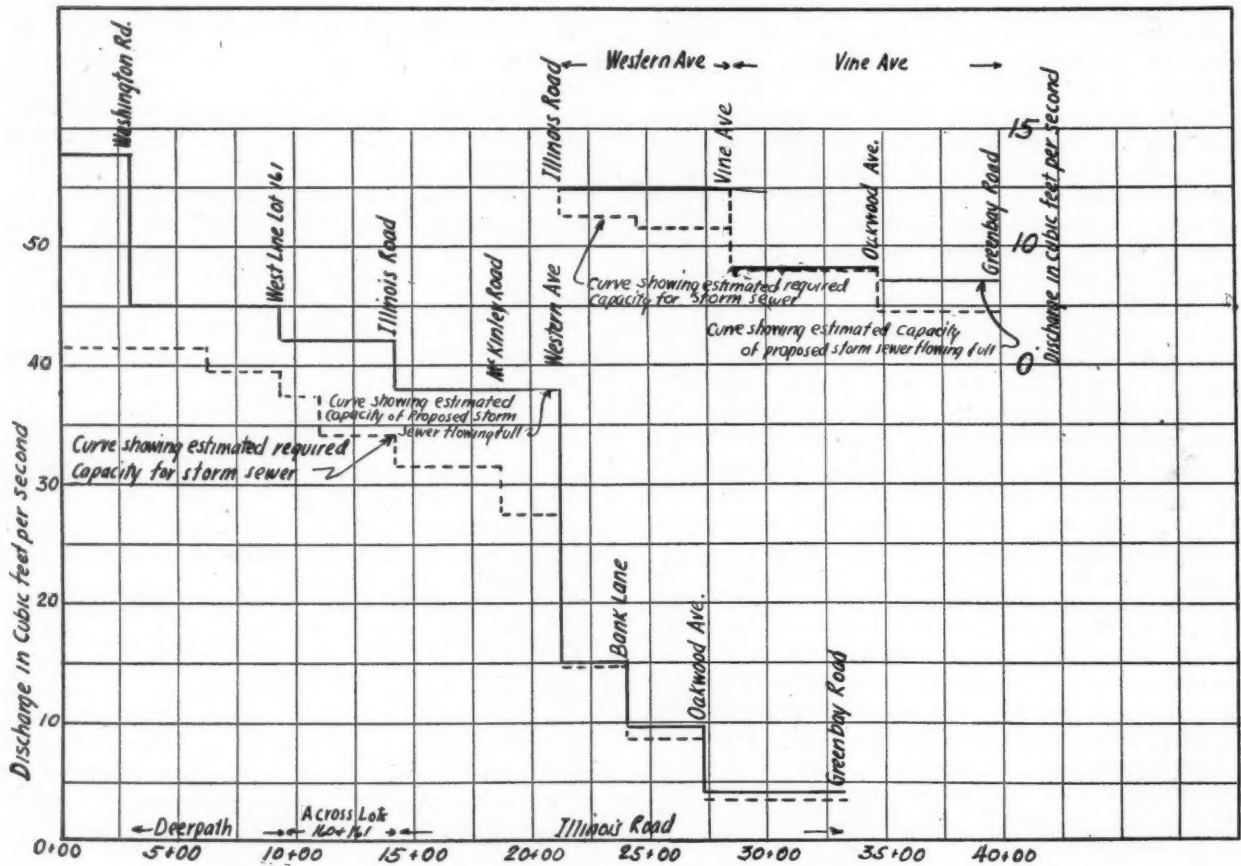 ← Western Ave → ← Vine Ave →
Washington Rd.
West Line Lot 161
Illinois Road
McKinley Road
Western Ave
Illinois Road
Vine Ave
Oakwood Ave.
Greenbay Road
15
10
0
Discharge in cubic feet per second
Curve showing estimated required
capacity for storm sewer
Curve showing estimated capacity
of proposed storm sewer flowing full
Curve showing estimated
Capacity of Proposed storm
sewer flowing full
Curve showing estimated required
Capacity for storm sewer
Bank Lane
Oakwood Ave.
Greenbay Road
50
40
30
20
10
0
Discharge in Cubic feet per second
← Deerpath →
Across Lots
160+161
Illinois Road
0+00 5+00 10+00 15+00 20+00 25+00 30+00 35+00 40+00